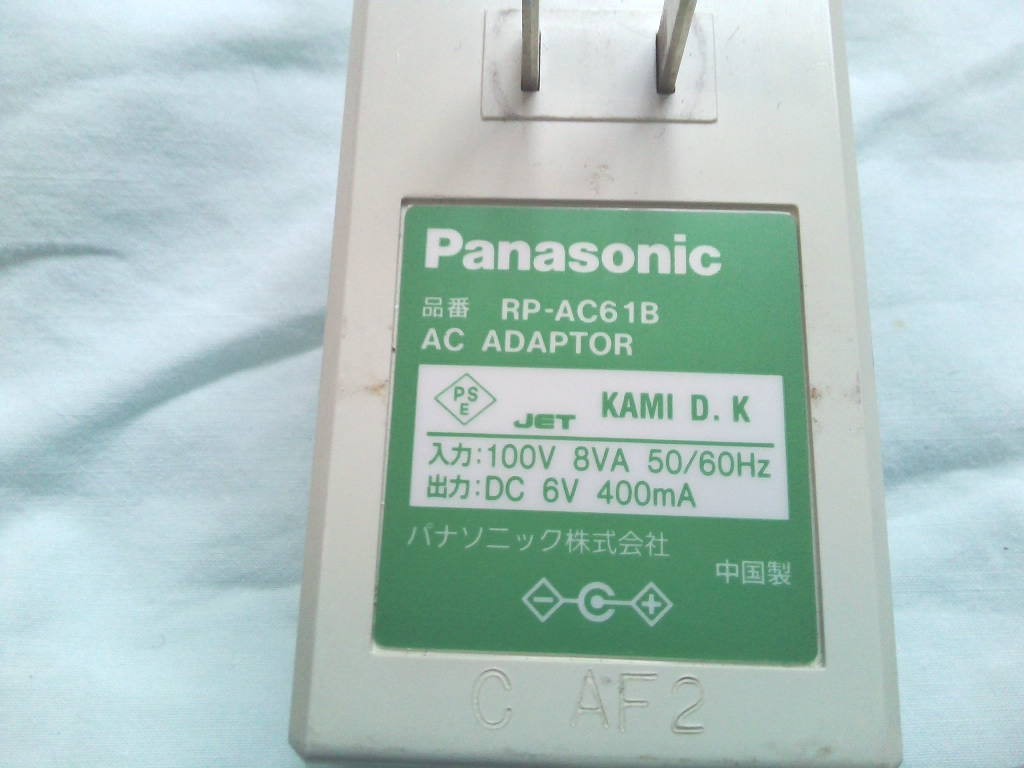 Panasonic
品番 RP-AC61B
AC ADAPTOR
PS
E
JET KAMI D. K
入力:100V 8VA 50/60Hz
出力:DC 6V 400mA
パナソニック株式会社
中国製
C AF2